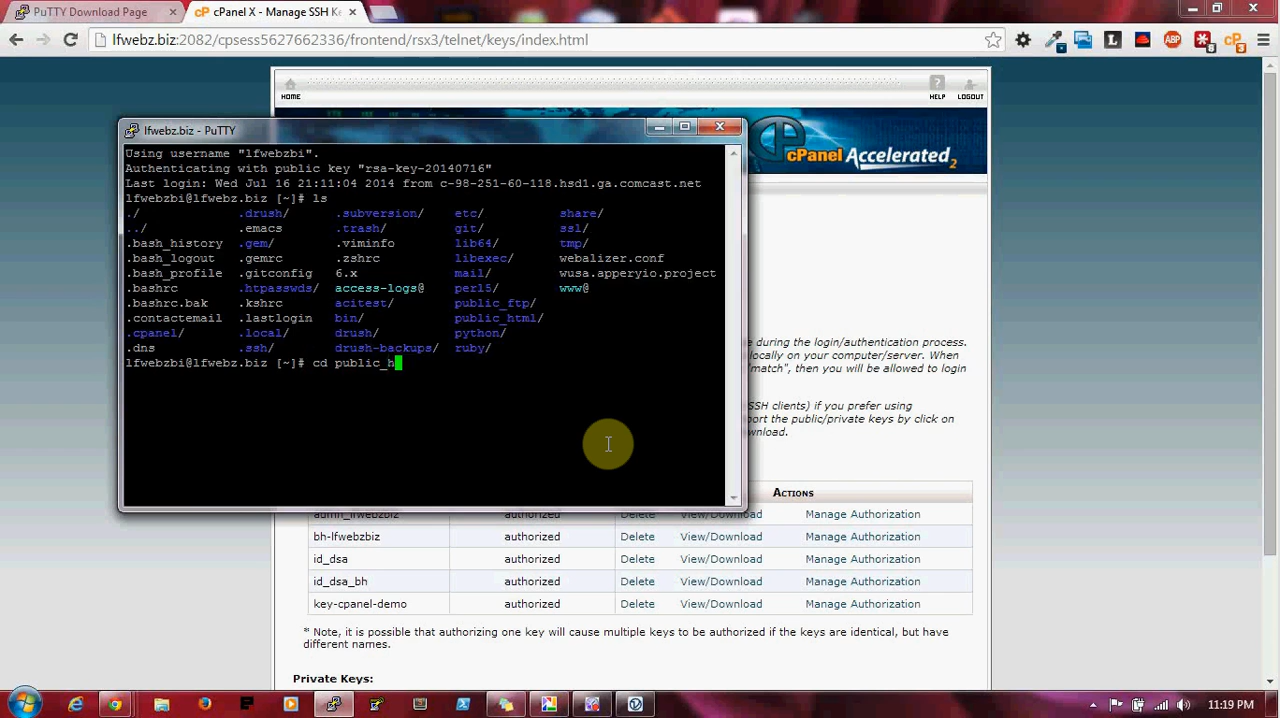 PuTTY Download Page
cPanel X - Manage SSH Ke
lfwebz.biz:2082/cpsess5627662336/frontend/rsx3/telnet/keys/index.html
HOME
HELP
LOGOUT
cPanel Accelerated2
lfwebz.biz - PuTTY
Using username "lfwebzbi".
Authenticating with public key "rsa-key-20140716"
Last login: Wed Jul 16 21:11:04 2014 from c-98-251-60-118.hsd1.ga.comcast.net
lfwebzbi@lfwebz.biz [~]# ls
./ .drush/ .subversion/ etc/ share/
../ .emacs .trash/ git/ ssl/
.bash_history .gem/ .viminfo lib64/ tmp/
.bash_logout .gemrc .zshrc libexec/ webalizer.conf
.bash_profile .gitconfig 6.x mail/ wusa.apperyio.project
.bashrc .htpasswds/ access-logs@ perl5/ www@
.bashrc.bak .kshrc acitest/ public_ftp/
.contactemail .lastlogin bin/ public_html/
.cpanel/ .local/ drush/ python/
.dns .ssh/ drush-backups/ ruby/
lfwebzbi@lfwebz.biz [~]# cd public_h
e during the login/authentication process.
locally on your computer/server. When
"match", then you will be allowed to login
SSH clients) if you prefer using
port the public/private keys by click on
wnload.
ACTIONS
admn_lfwebzbiz authorized Delete View/Download Manage Authorization
bh-lfwebzbiz authorized Delete View/Download Manage Authorization
id_dsa authorized Delete View/Download Manage Authorization
id_dsa_bh authorized Delete View/Download Manage Authorization
key-cpanel-demo authorized Delete View/Download Manage Authorization
* Note, it is possible that authorizing one key will cause multiple keys to be authorized if the keys are identical, but have
different names.
Private Keys:
11:19 PM